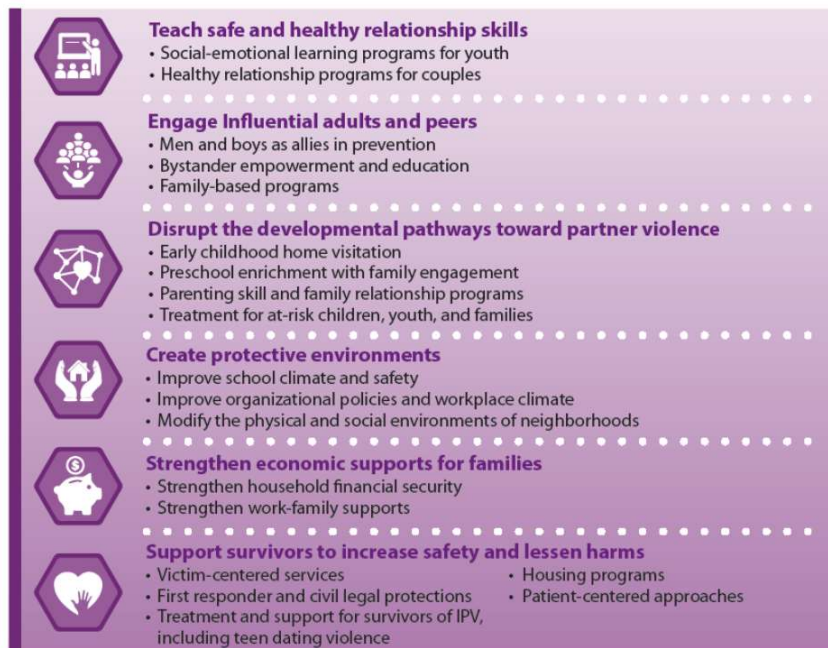 Teach safe and healthy relationship skills
• Social-emotional learning programs for youth
• Healthy relationship programs for couples
Engage Influential adults and peers
• Men and boys as allies in prevention
• Bystander empowerment and education
• Family-based programs
Disrupt the developmental pathways toward partner violence
• Early childhood home visitation
• Preschool enrichment with family engagement
• Parenting skill and family relationship programs
• Treatment for at-risk children, youth, and families
Create protective environments
• Improve school climate and safety
• Improve organizational policies and workplace climate
• Modify the physical and social environments of neighborhoods
$
Strengthen economic supports for families
• Strengthen household financial security
• Strengthen work-family supports
Support survivors to increase safety and lessen harms
• Victim-centered services
• First responder and civil legal protections
• Treatment and support for survivors of IPV,
including teen dating violence
• Housing programs
• Patient-centered approaches